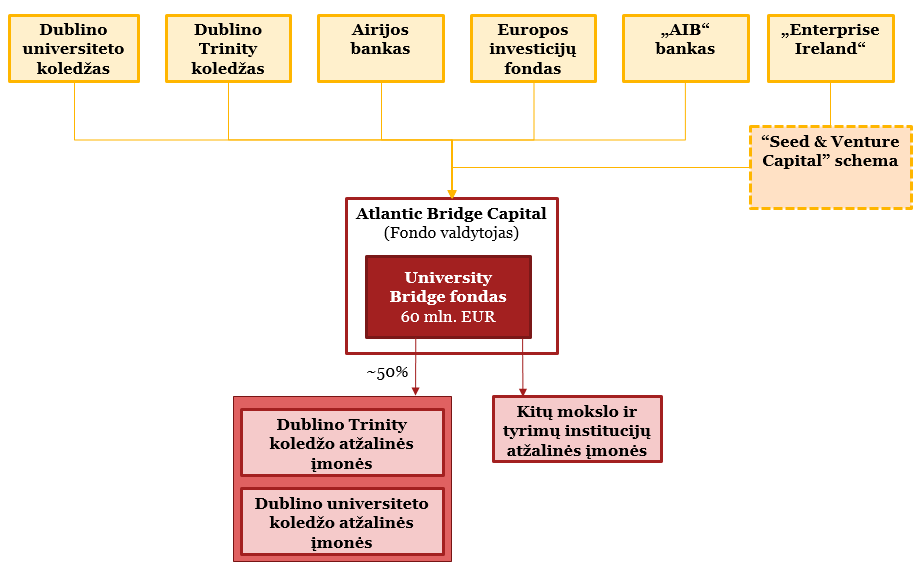 Dublino
universiteto
koledžas
Dublino
Trinity
koledžas
Airijos
bankas
Europos
investicijų
fondas
„AIB“
bankas
„Enterprise
Ireland“
“Seed & Venture
Capital” schema
Atlantic Bridge Capital
(Fondo valdytojas)
University
Bridge fondas
60 mln. EUR
~50%
Dublino Trinity
koledžo atžalinės
įmonės
Dublino universiteto
koledžo atžalinės
įmonės
Kitų mokslo ir
tyrimų institucijų
atžalinės įmonės